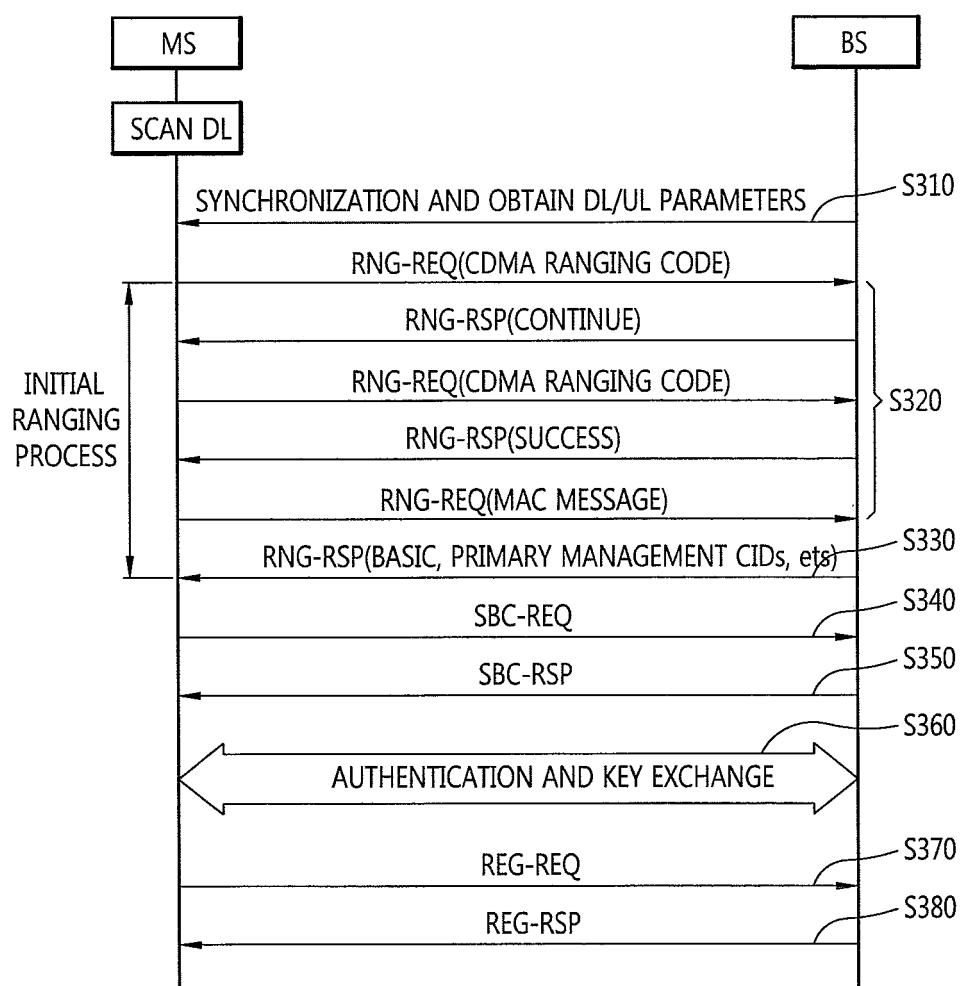 MS
BS
SCAN DL
S310
SYNCHRONIZATION AND OBTAIN DL/UL PARAMETERS
RNG-REQ(CDMA RANGING CODE)
RNG-RSP(CONTINUE)
INITIAL
RANGING
PROCESS
RNG-REQ(CDMA RANGING CODE)
S320
RNG-RSP(SUCCESS)
RNG-REQ(MAC MESSAGE)
RNG-RSP(BASIC, PRIMARY MANAGEMENT CIDs, ets)
S330
SBC-REQ
S340
SBC-RSP
S350
S360
AUTHENTICATION AND KEY EXCHANGE
REG-REQ
S370
REG-RSP
S380